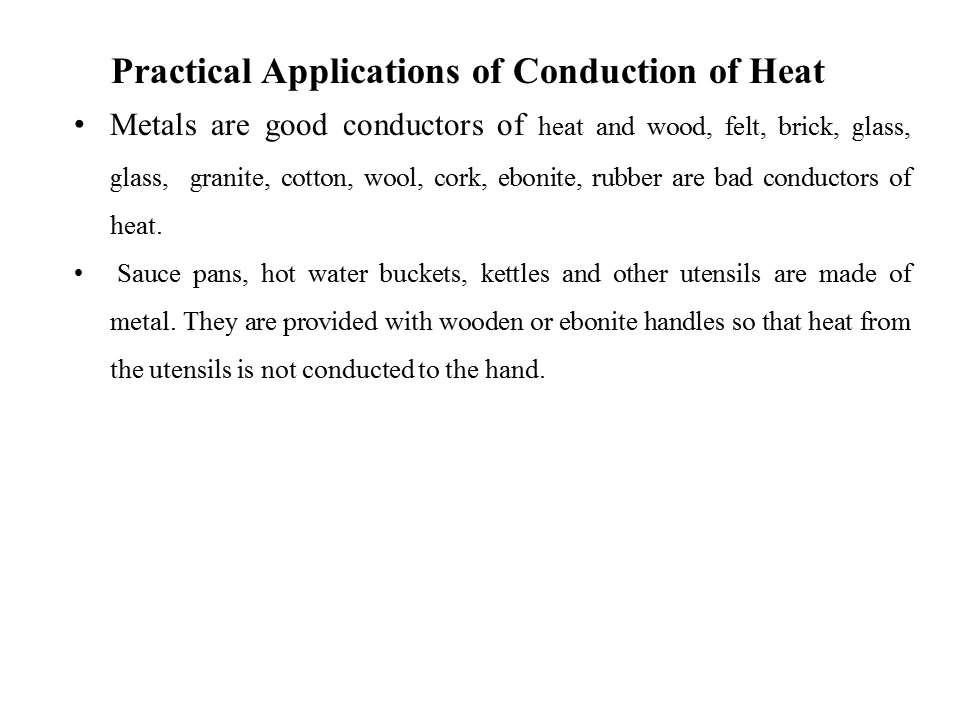 Practical Applications of Conduction of Heat
• Metals are good conductors of heat and wood, felt, brick, glass,
glass, granite, cotton, wool, cork, ebonite, rubber are bad conductors of
heat.
• Sauce pans, hot water buckets, kettles and other utensils are made of
metal. They are provided with wooden or ebonite handles so that heat from
the utensils is not conducted to the hand.